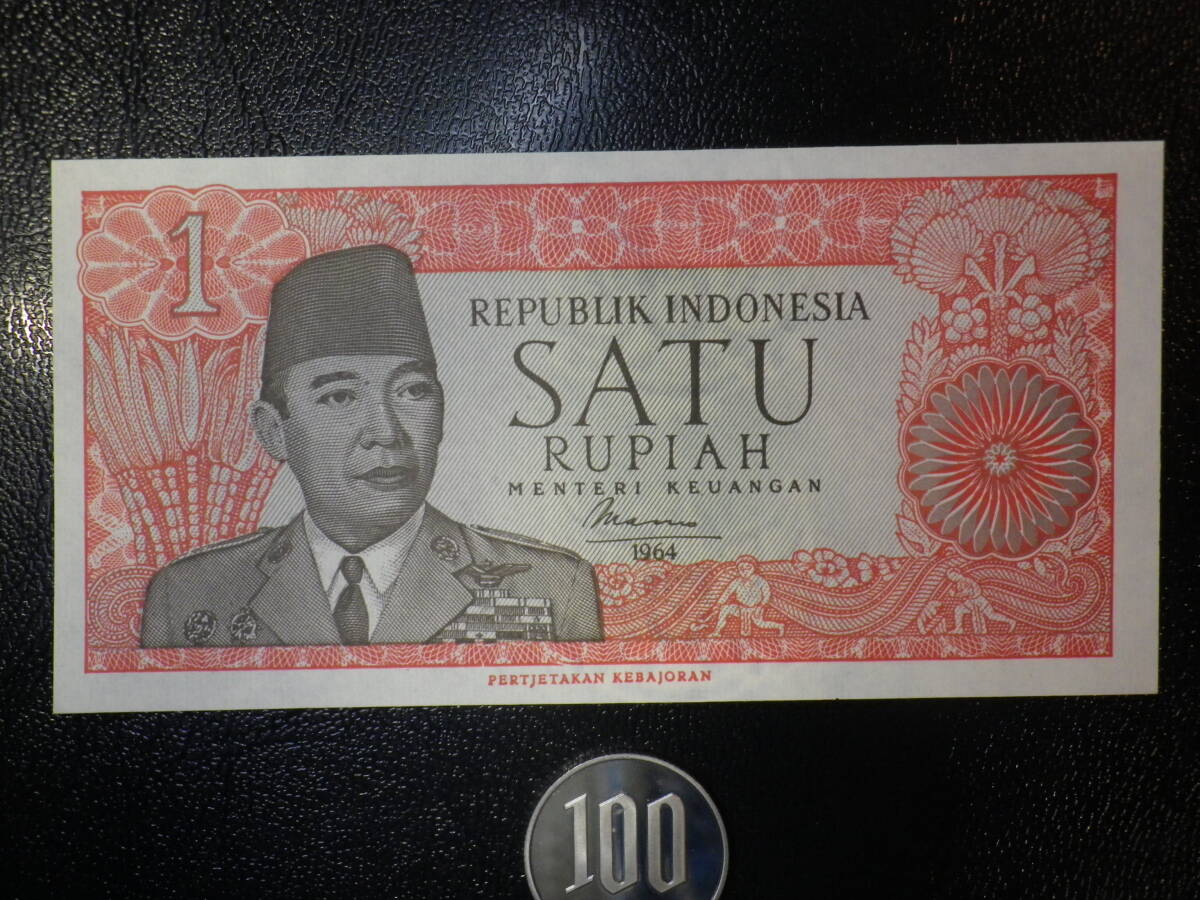 1
REPUBLIK INDONESIA
SATU
RUPIAH
MENTERI KEUANGAN
1964
PERTJETAKAN KEBAJORAN
100